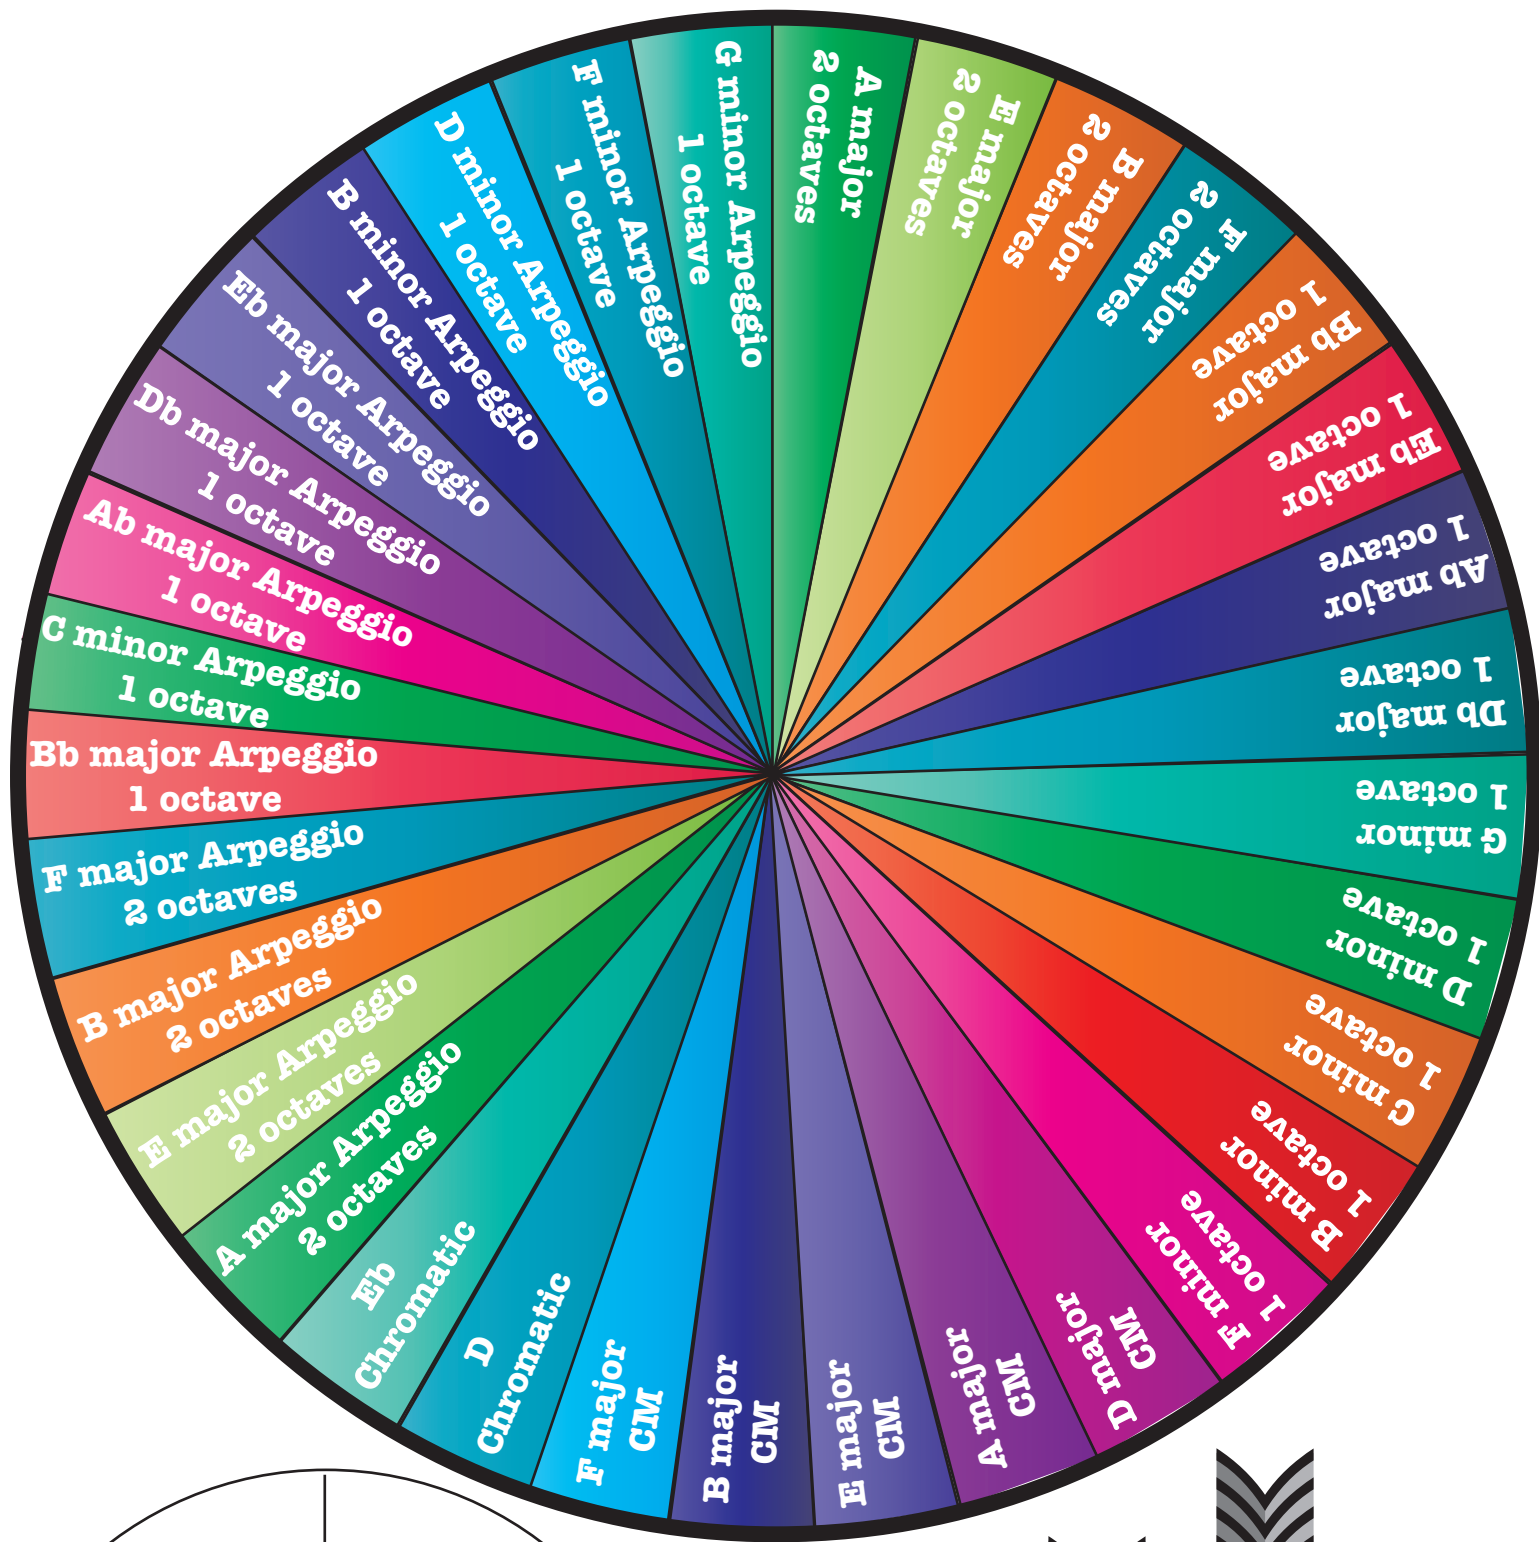 A major
2 octaves
E major
2 octaves
B major
2 octaves
F major
2 octaves
Bb major
1 octave
Eb major
1 octave
Ab major
1 octave
Db major
1 octave
G minor
1 octave
D minor
1 octave
C minor
1 octave
B minor
1 octave
F minor
1 octave
D major
CM
A major
CM
E major
CM
B major
CM
F major
CM
D
Chromatic
Eb
Chromatic
A major Arpeggio
2 octaves
E major Arpeggio
2 octaves
B major Arpeggio
2 octaves
F major Arpeggio
2 octaves
Bb major Arpeggio
1 octave
C minor Arpeggio
1 octave
Ab major Arpeggio
1 octave
Db major Arpeggio
1 octave
Eb major Arpeggio
1 octave
B minor Arpeggio
1 octave
D minor Arpeggio
1 octave
F minor Arpeggio
1 octave
G minor Arpeggio
1 octave